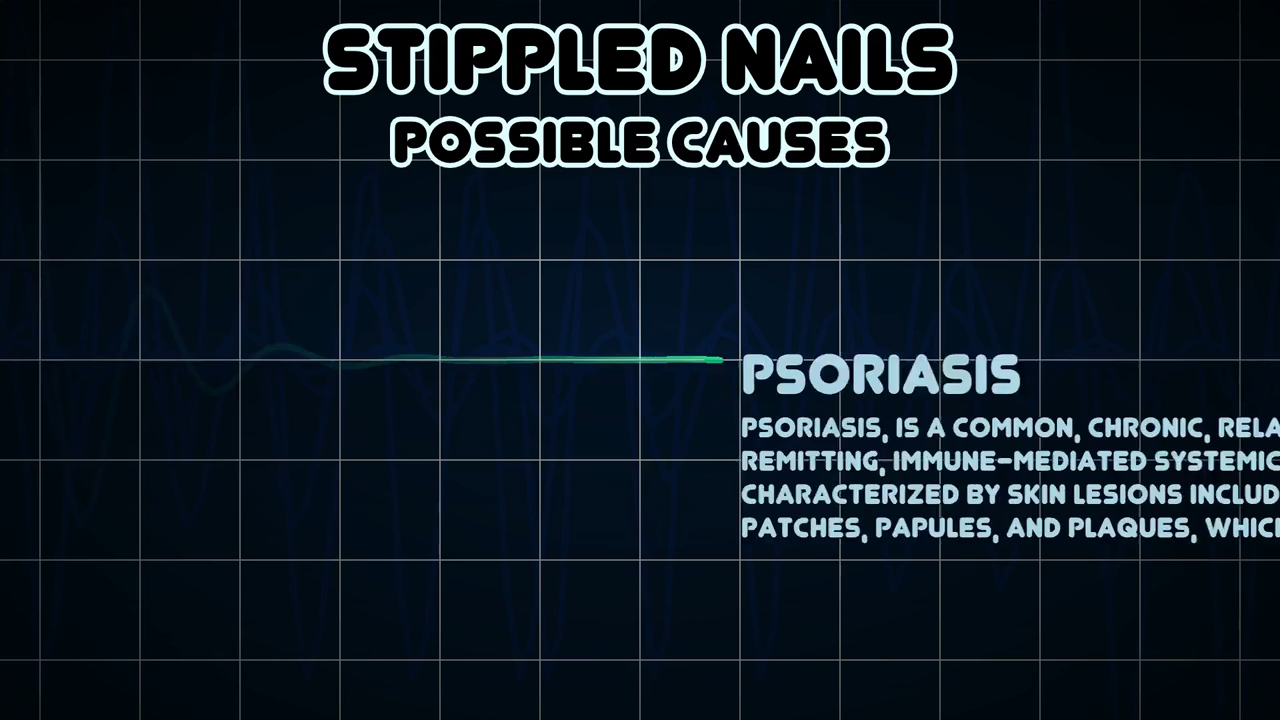 STIPPLED NAILS
POSSIBLE CAUSES
PSORIASIS
PSORIASIS, IS A COMMON, CHRONIC,
REMITTING, IMMUNE-MEDIATED SYSTEMIC
CHARACTERIZED BY SKIN LESIONS
PATCHES, PAPULES, AND PLAQUES,